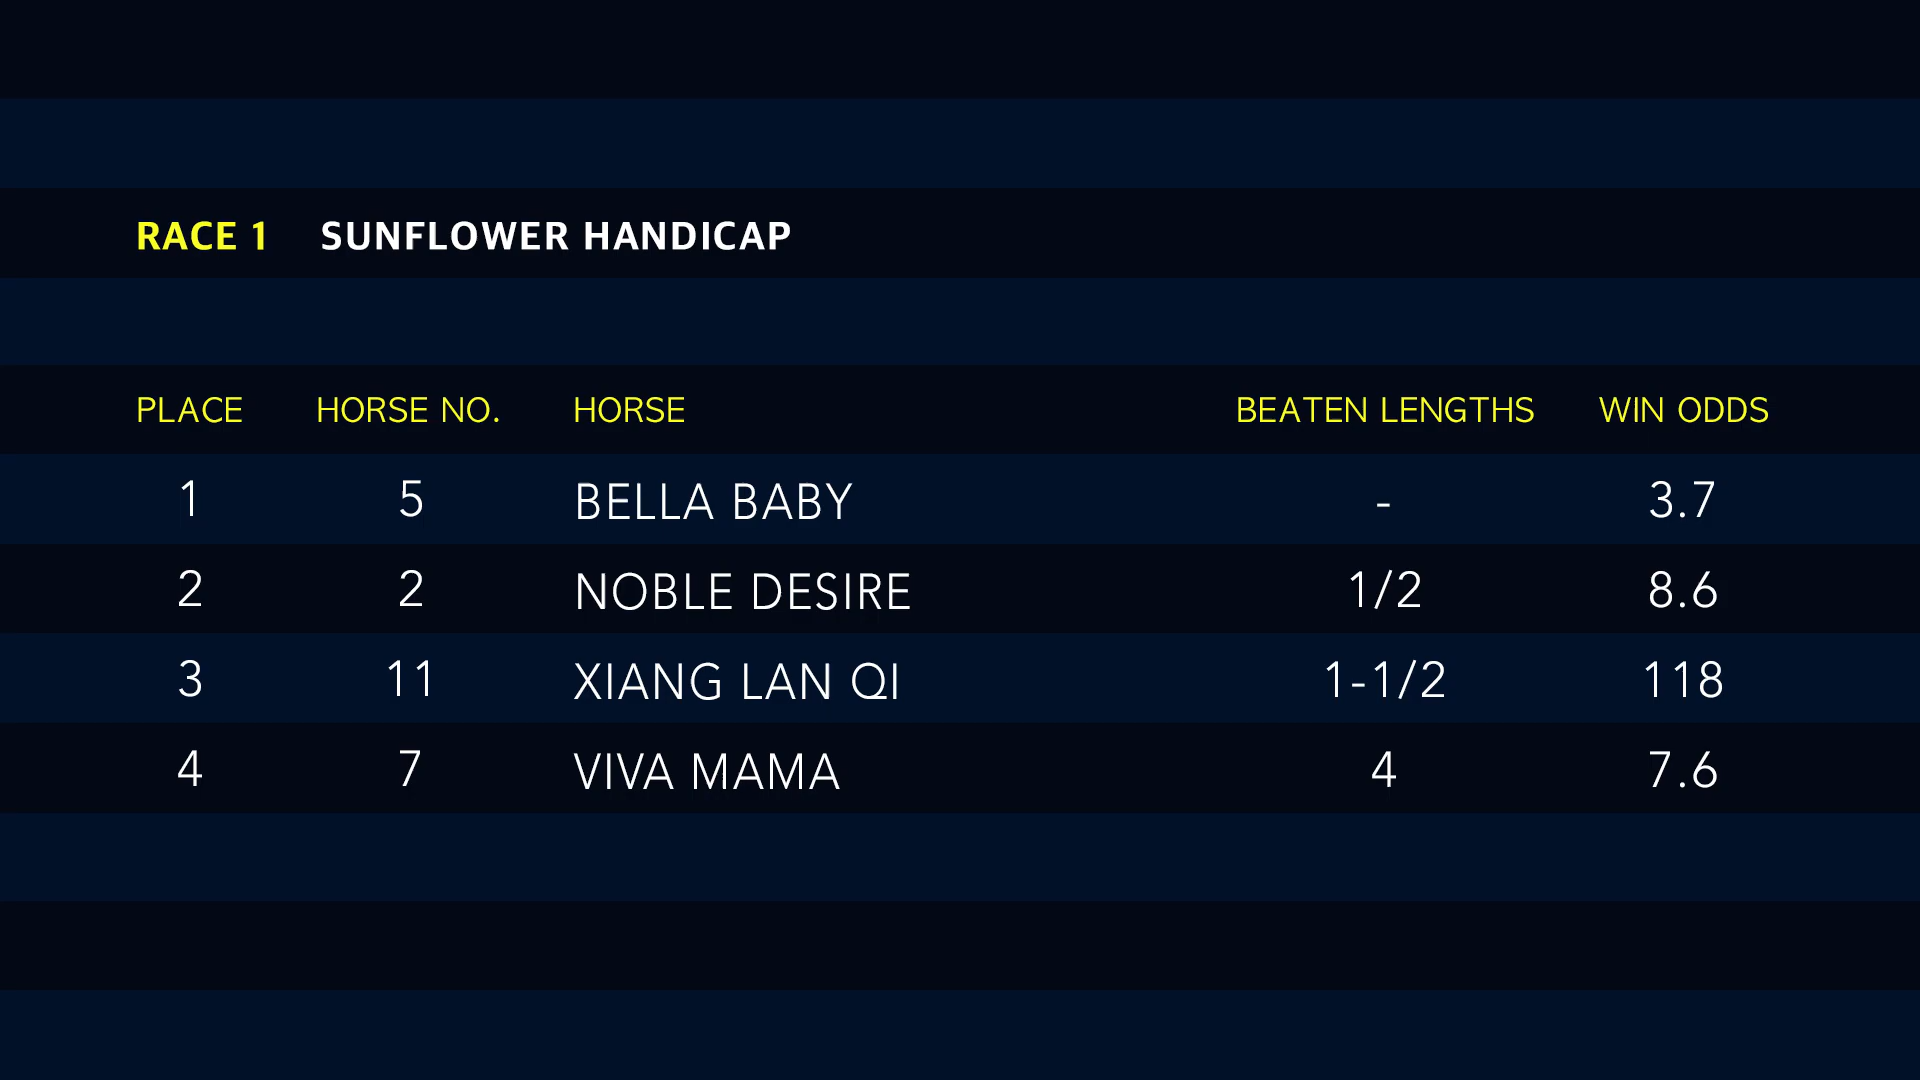 RACE 1 SUNFLOWER HANDICAP
PLACE HORSE NO. HORSE BEATEN LENGTHS WIN ODDS
1 5 BELLA BABY - 3.7
2 2 NOBLE DESIRE 1/2 8.6
3 11 XIANG LAN QI 1-1/2 118
4 7 VIVA MAMA 4 7.6